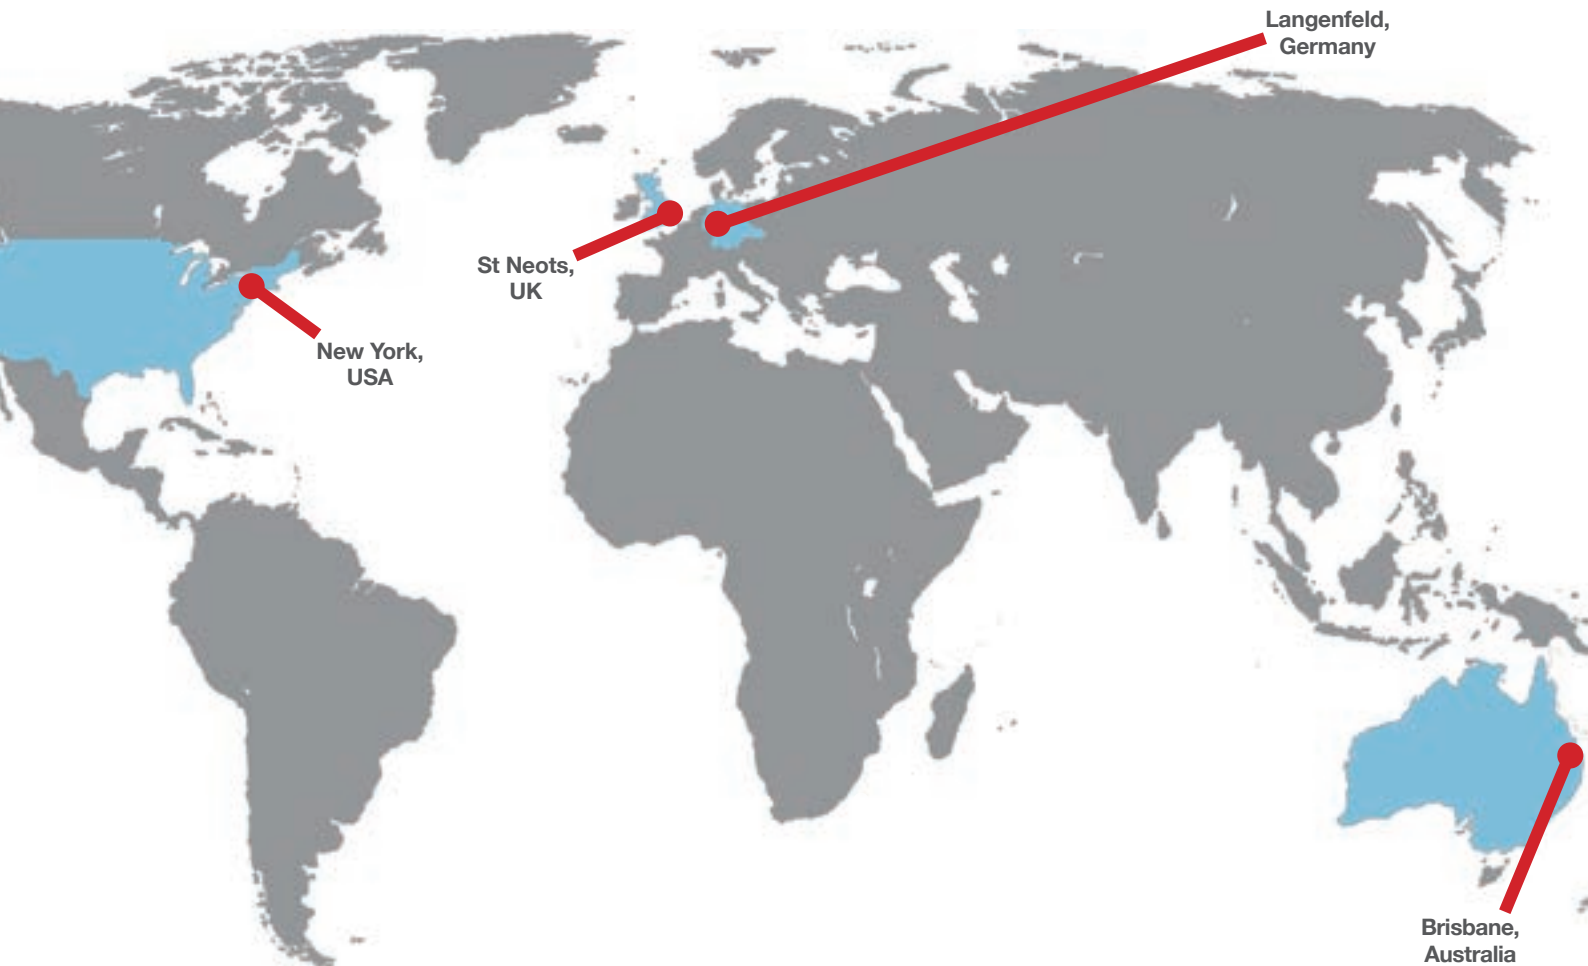 Langenfeld,
Germany
St Neots,
UK
New York,
USA
Brisbane,
Australia